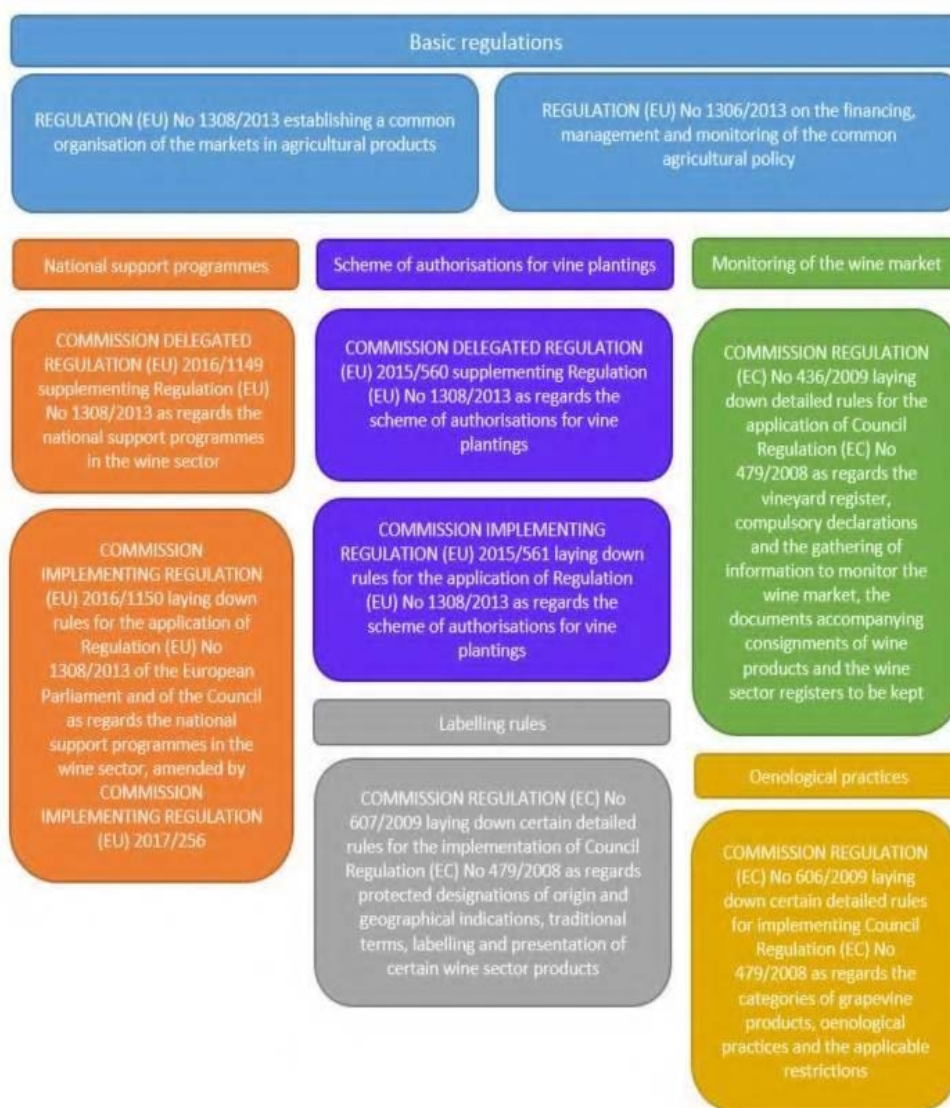 Basic regulations
REGULATION (EU) No 1308/2013 establishing a common
organisation of the markets in agricultural products
REGULATION (EU) No 1306/2013 on the financing,
management and monitoring of the common
agricultural policy
National support programmes
COMMISSION DELEGATED
REGULATION (EU) 2016/1149
supplementing Regulation (EU)
No 1308/2013 as regards the
national support programmes
in the wine sector
COMMISSION
IMPLEMENTING REGULATION
(EU) 2016/1150 laying down
rules for the application of
Regulation (EU) No
1308/2013 of the European
Parliament and of the Council
as regards the national
support programmes in the
wine sector, amended by
COMMISSION
IMPLEMENTING REGULATION
(EU) 2017/256
Scheme of authorisations for vine plantings
COMMISSION DELEGATED REGULATION
(EU) 2015/560 supplementing Regulation
(EU) No 1308/2013 as regards the
scheme of authorisations for vine
plantings
COMMISSION IMPLEMENTING
REGULATION (EU) 2015/561 laying down
rules for the application of Regulation
(EU) No 1308/2013 as regards the
scheme of authorisations for vine
plantings
Labelling rules
COMMISSION REGULATION (EC) No
607/2009 laying down certain detailed
rules for the implementation of Council
Regulation (EC) No 479/2008 as regards
protected designations of origin and
geographical indications, traditional
terms, labelling and presentation of
certain wine sector products
Monitoring of the wine market
COMMISSION REGULATION
(EC) No 436/2009 laying
down detailed rules for the
application of Council
Regulation (EC) No
479/2008 as regards the
vineyard register,
compulsory declarations
and the gathering of
information to monitor the
wine market, the
documents accompanying
consignments of wine
products and the wine
sector registers to be kept
Oenological practices
COMMISSION REGULATION
(EC) No 606/2009 laying
down certain detailed rules
for implementing Council
Regulation (EC) No
479/2008 as regards the
categories of grapevine
products, oenological
practices and the applicable
restrictions